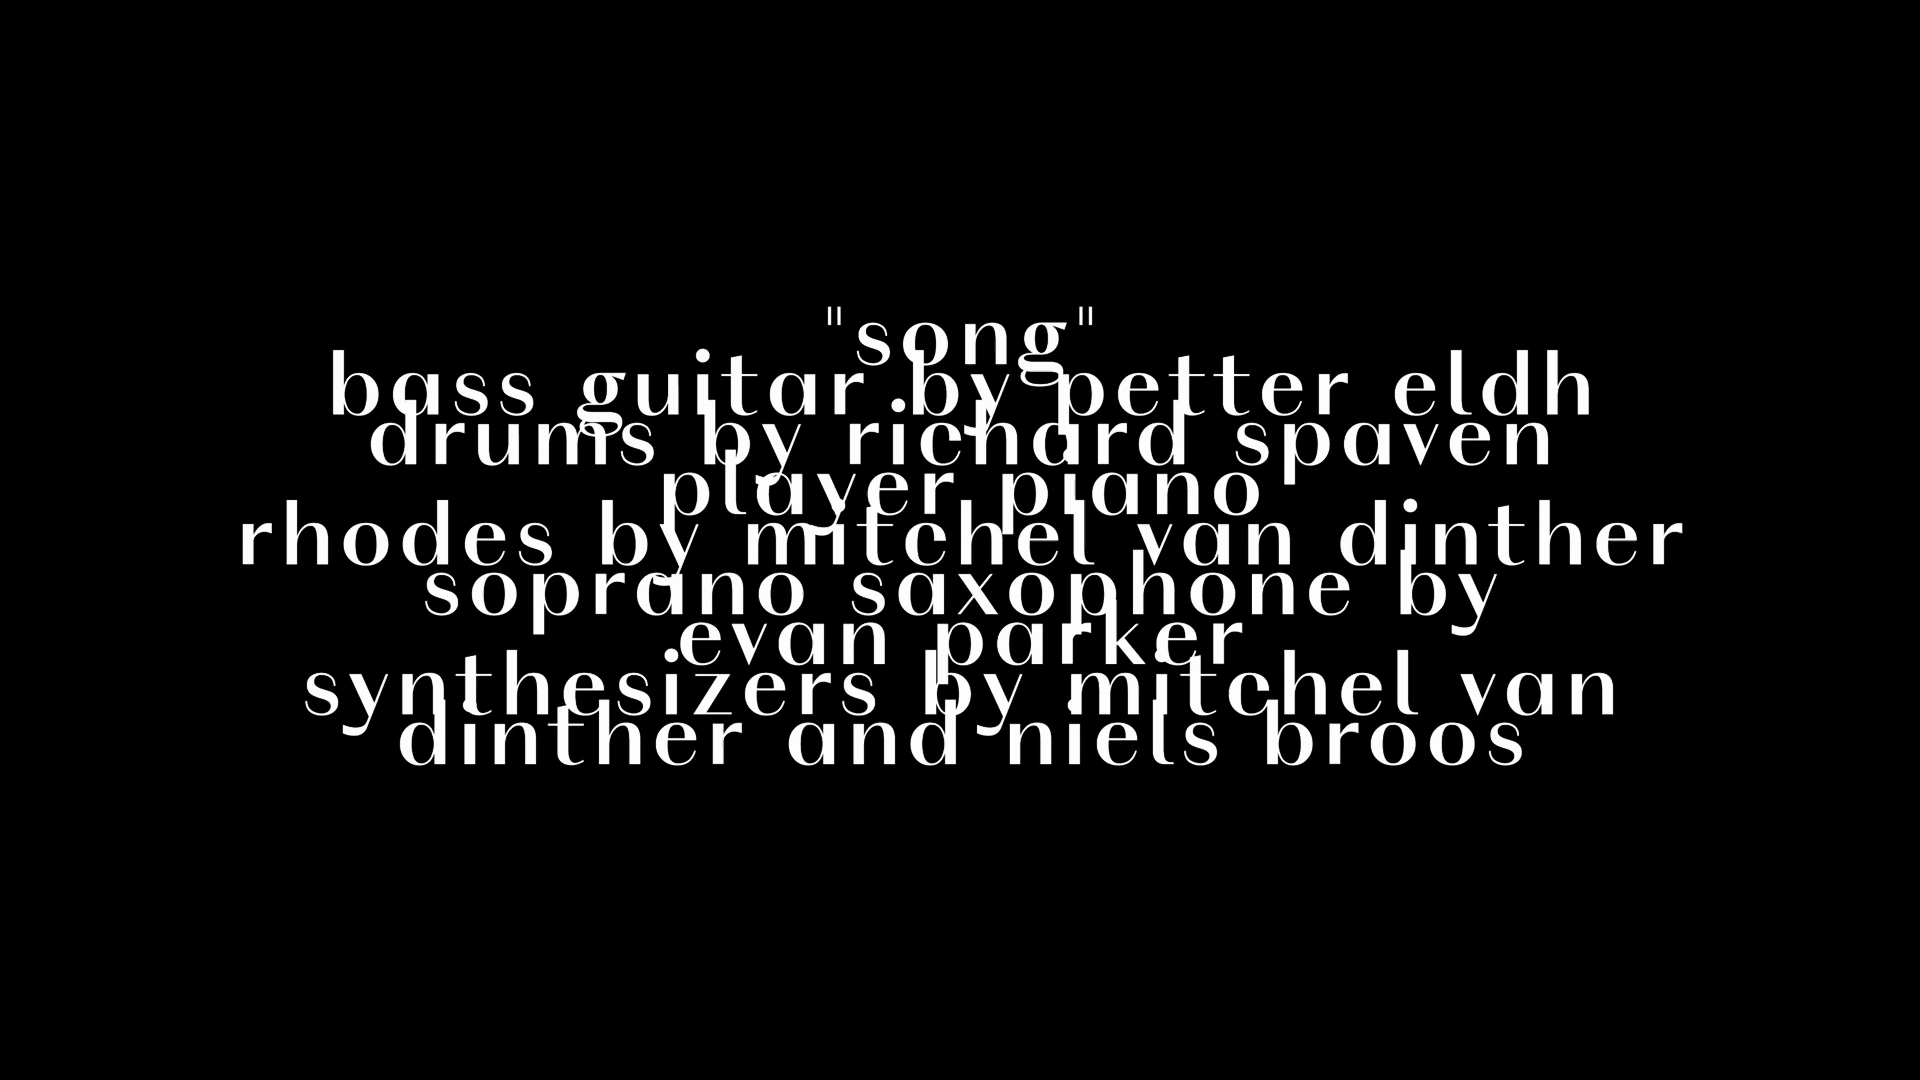 "song"
bass guitar by petter eldh
drums by richard spaven
player piano
rhodes by mitchel van dinther
soprano saxophone by
evan parker
synthesizers by mitchel van
dinther and niels broos